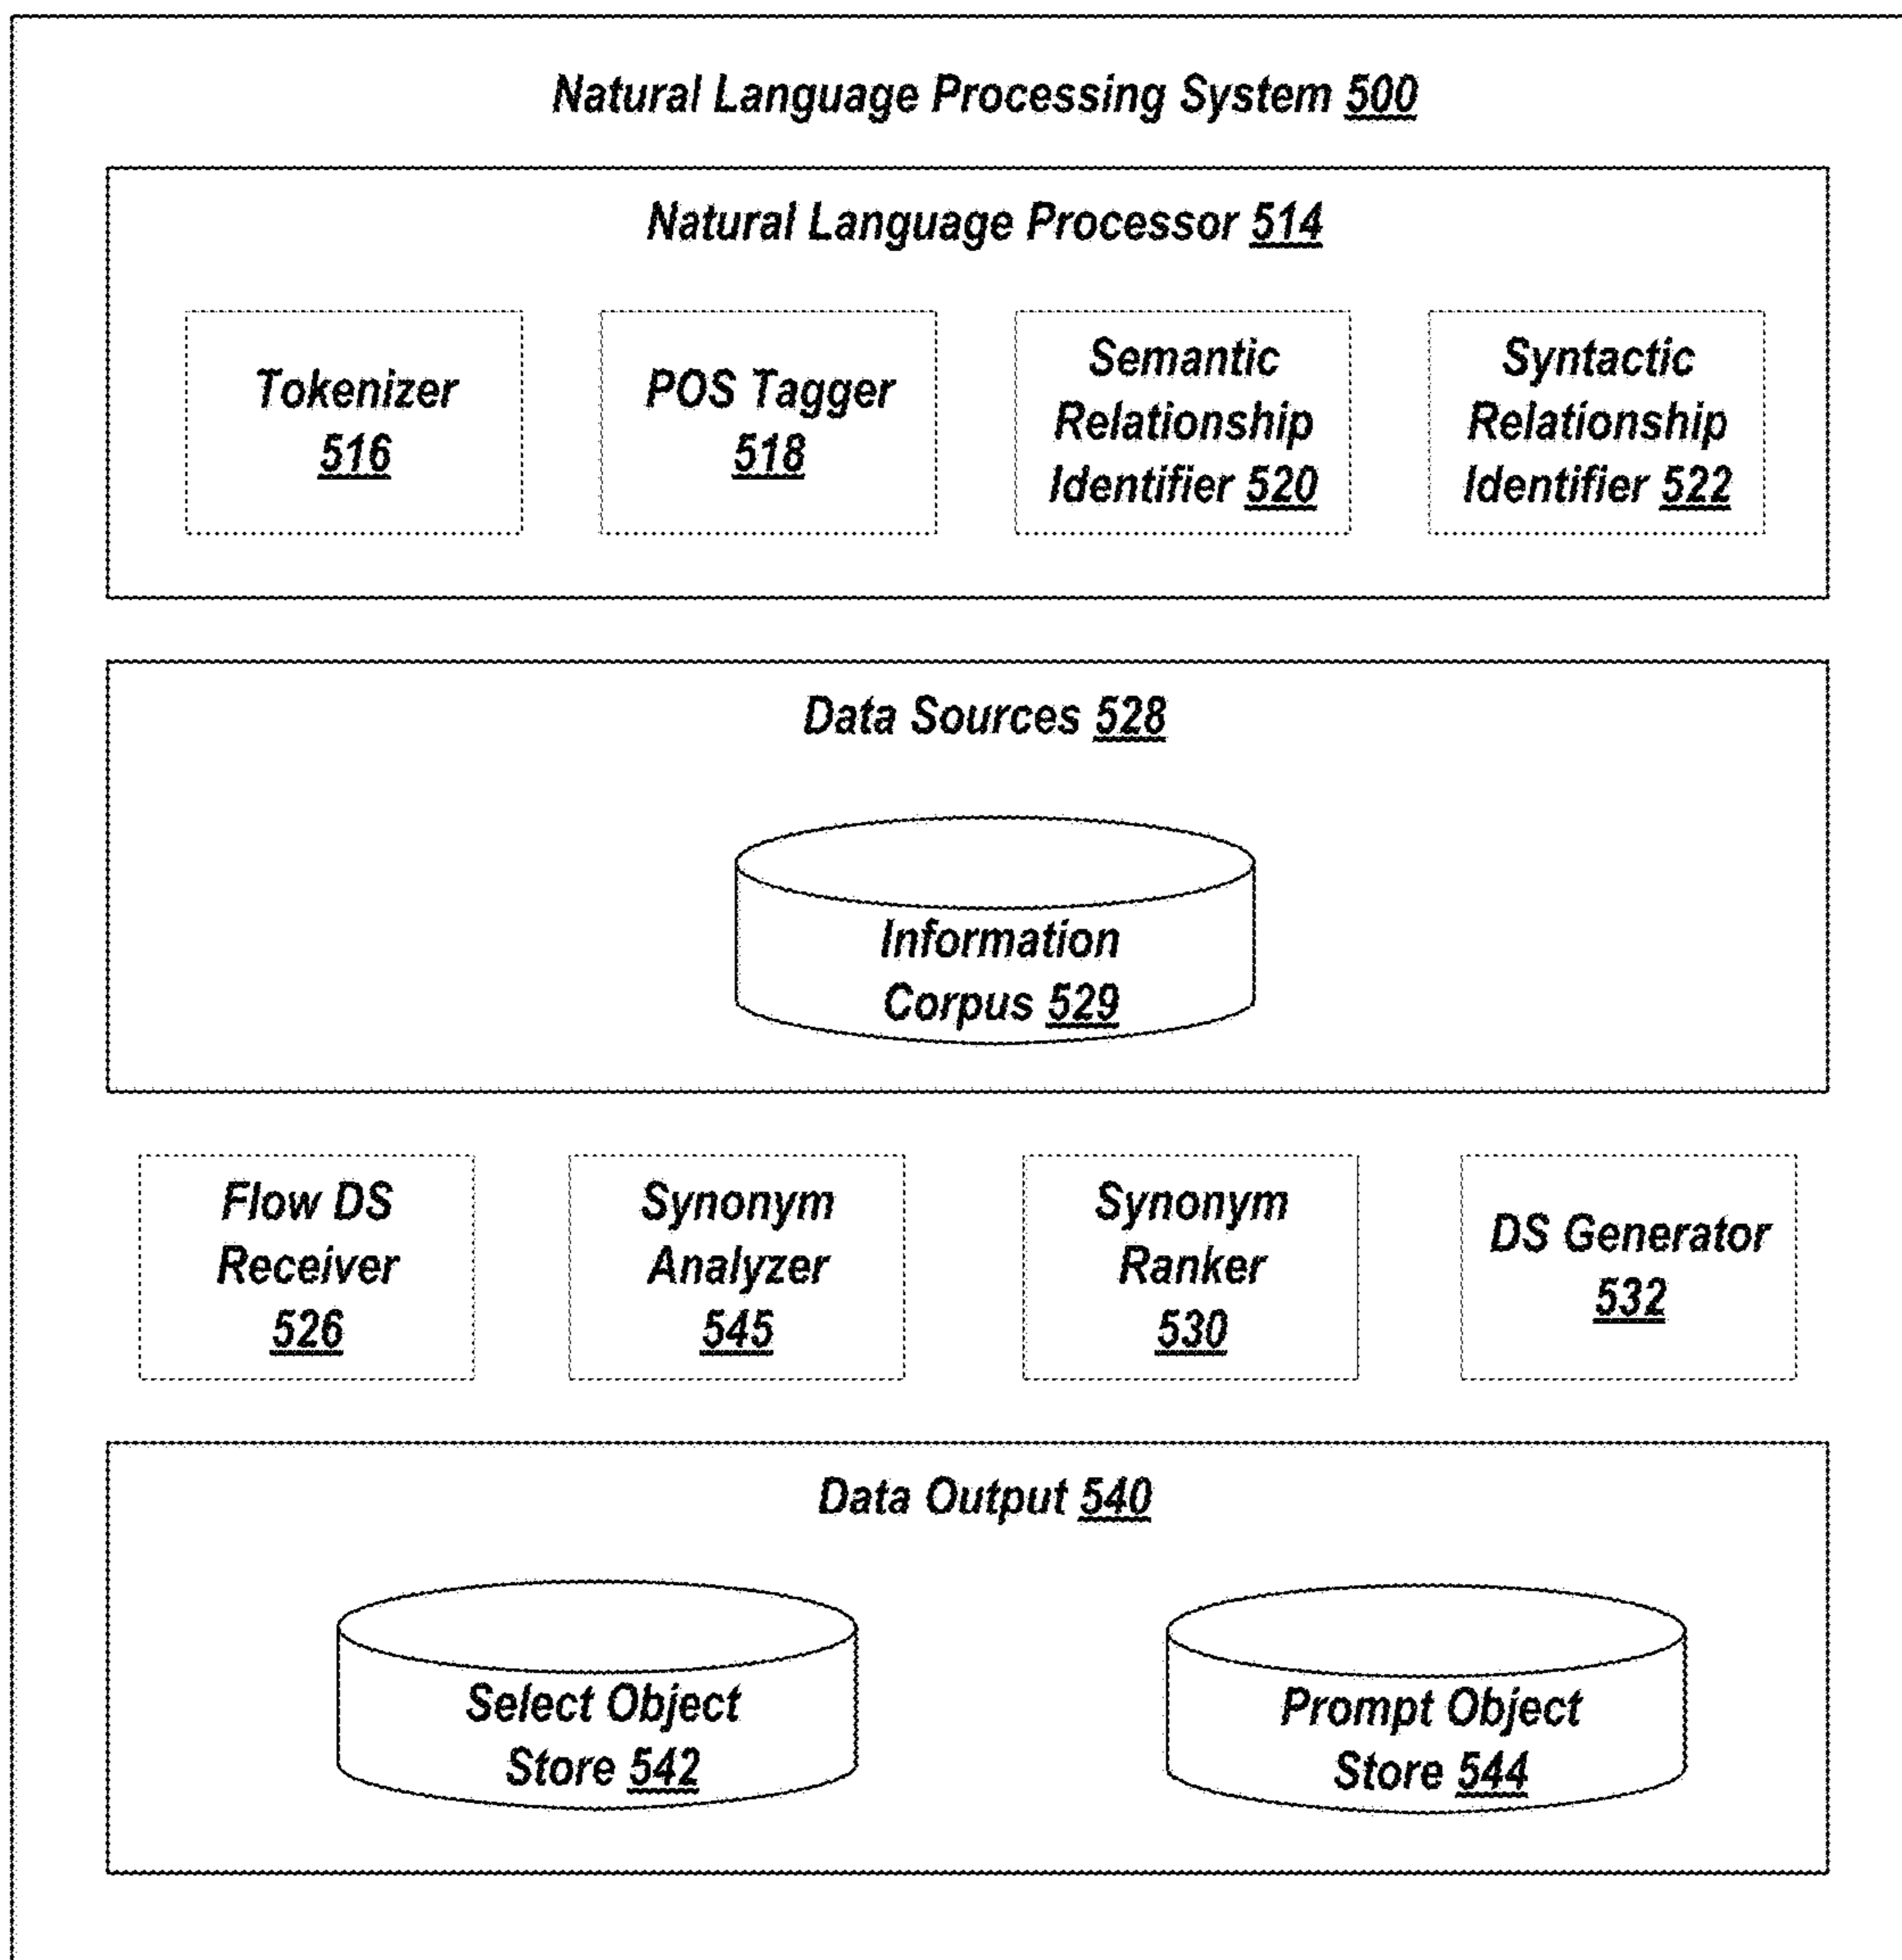 Natural Language Processing System 500
Natural Language Processor 514
Tokenizer
516
POS Tagger
518
Semantic
Relationship
Identifier 520
Syntactic
Relationship
Identifier 522
Data Sources 528
Information
Corpus 529
Flow DS
Receiver
526
Synonym
Analyzer
545
Synonym
Ranker
530
DS Generator
532
Data Output 540
Select Object
Store 542
Prompt Object
Store 544